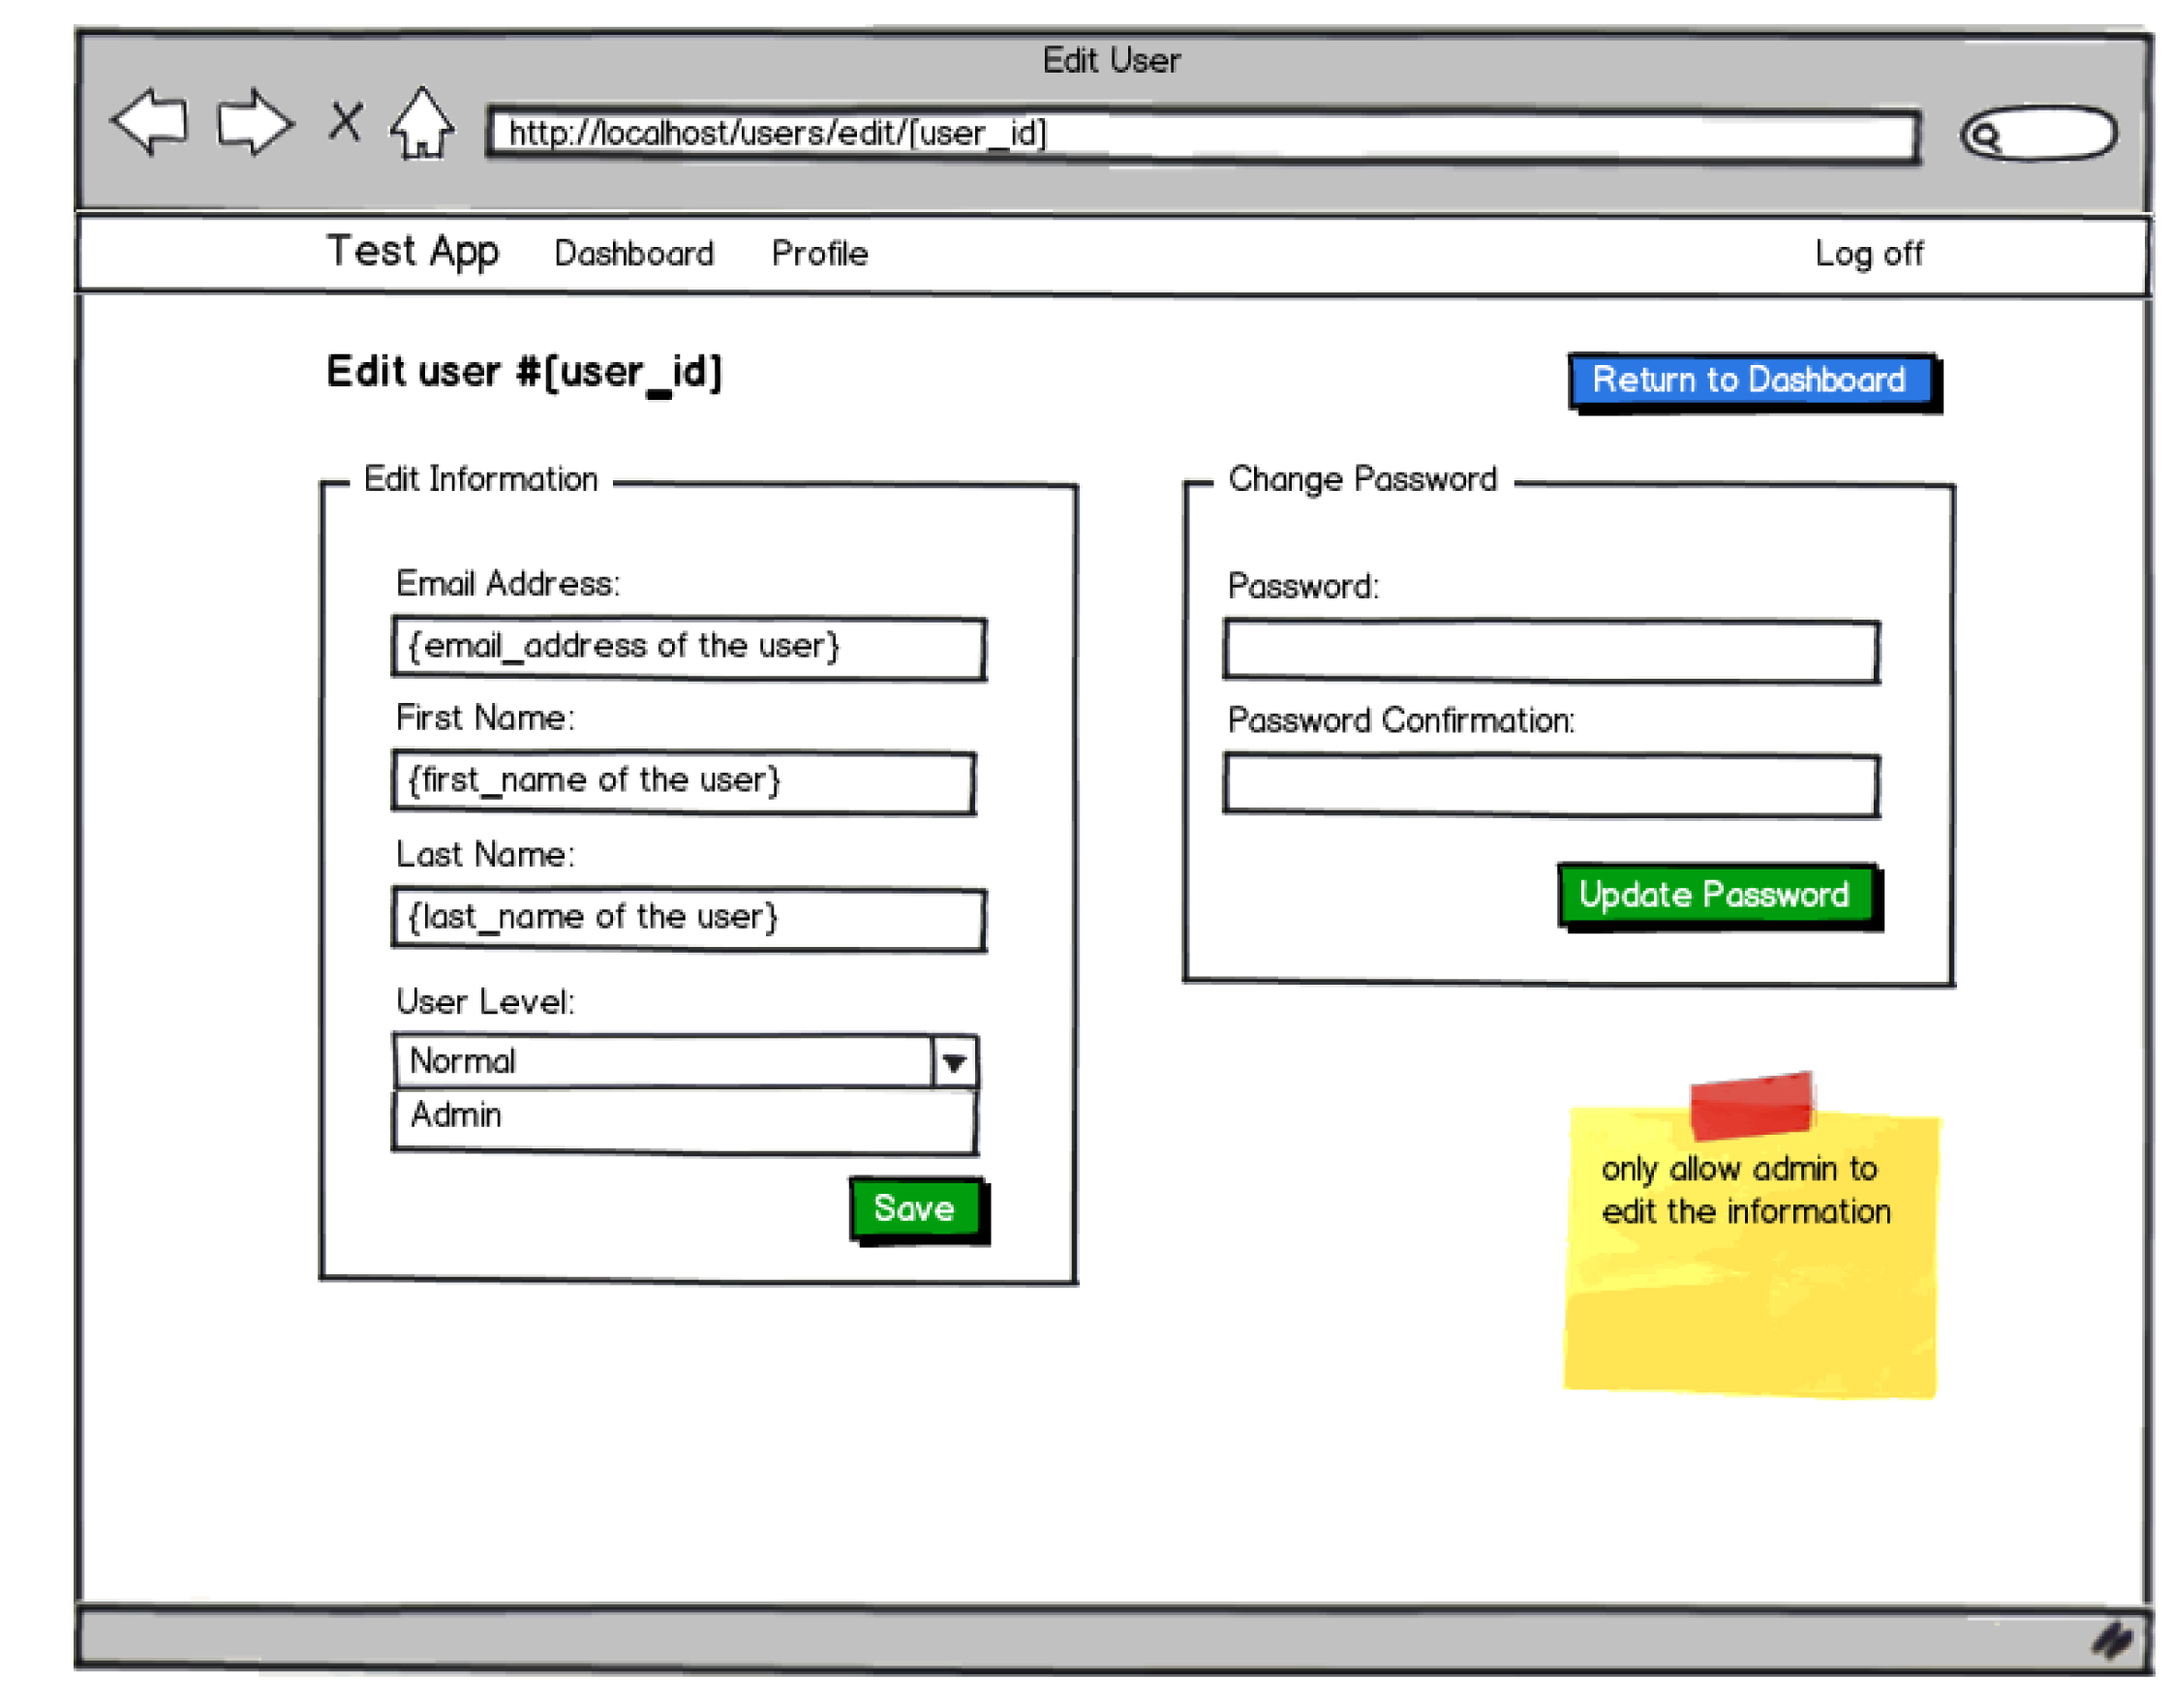 Edit User
http://localhost/users/edit/[user_id]
Test App Dashboard Profile Log off
Edit user #[user_id]
Return to Dashboard
Edit Information
Email Address:
{email_address of the user}
First Name:
{first_name of the user}
Last Name:
{last_name of the user}
User Level:
Normal
Admin
Save
Change Password
Password:
Password Confirmation:
Update Password
only allow admin to
edit the information